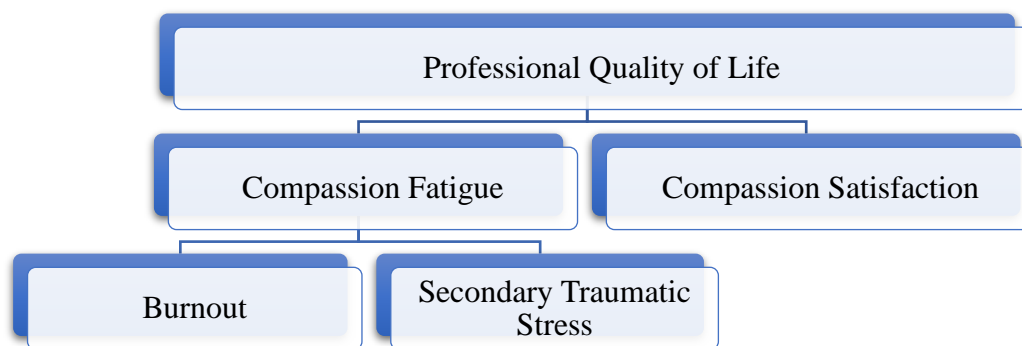 Professional Quality of Life
Compassion Fatigue
Compassion Satisfaction
Burnout
Secondary Traumatic
Stress